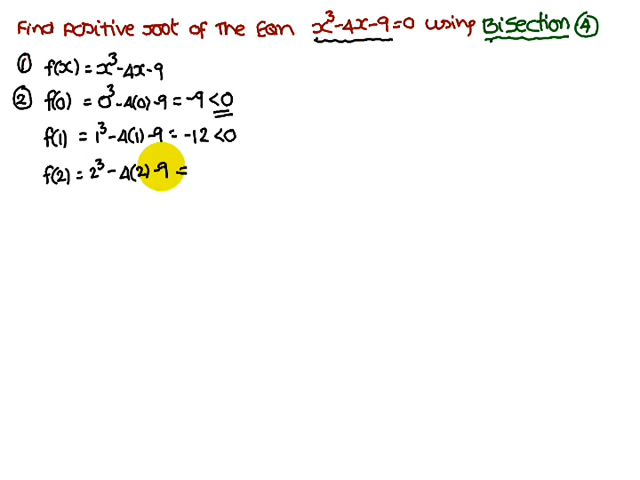 Find positive root of The Eqn x³-4x-9=0 using Bisection ④
① f(x) = x³-4x-9
② f(0) = 0³-4(0)-9 = -9 <0
f(1) = 1³-4(1)-9 = -12 <0
f(2) = 2³-4(2)-9 =